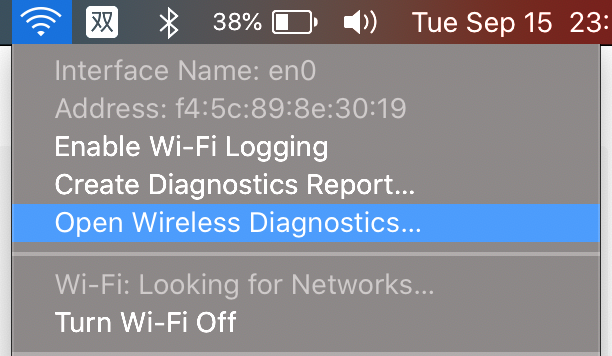 双 38% Tue Sep 15 23:
Interface Name: en0
Address: f4:5c:89:8e:30:19
Enable Wi-Fi Logging
Create Diagnostics Report...
Open Wireless Diagnostics...
Wi-Fi: Looking for Networks...
Turn Wi-Fi Off